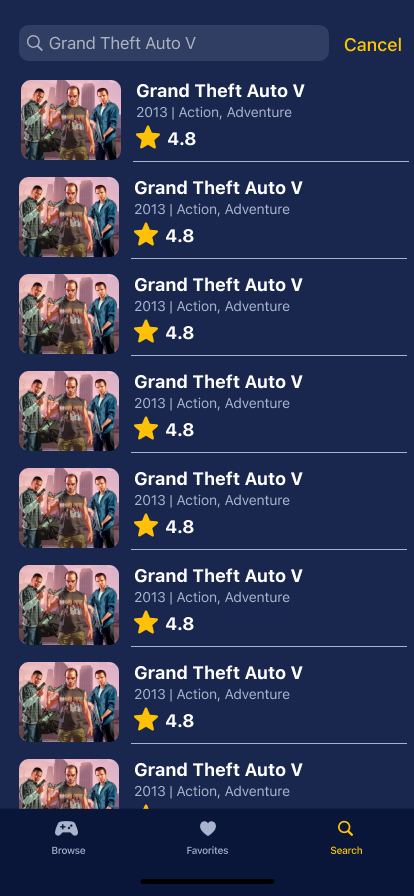 Grand Theft Auto V
Cancel
Grand Theft Auto V
2013 | Action, Adventure
4.8
Grand Theft Auto V
2013 | Action, Adventure
4.8
Grand Theft Auto V
2013 | Action, Adventure
4.8
Grand Theft Auto V
2013 | Action, Adventure
4.8
Grand Theft Auto V
2013 | Action, Adventure
4.8
Grand Theft Auto V
2013 | Action, Adventure
4.8
Grand Theft Auto V
2013 | Action, Adventure
4.8
Grand Theft Auto V
2013 | Action, Adventure
Browse
Favorites
Search